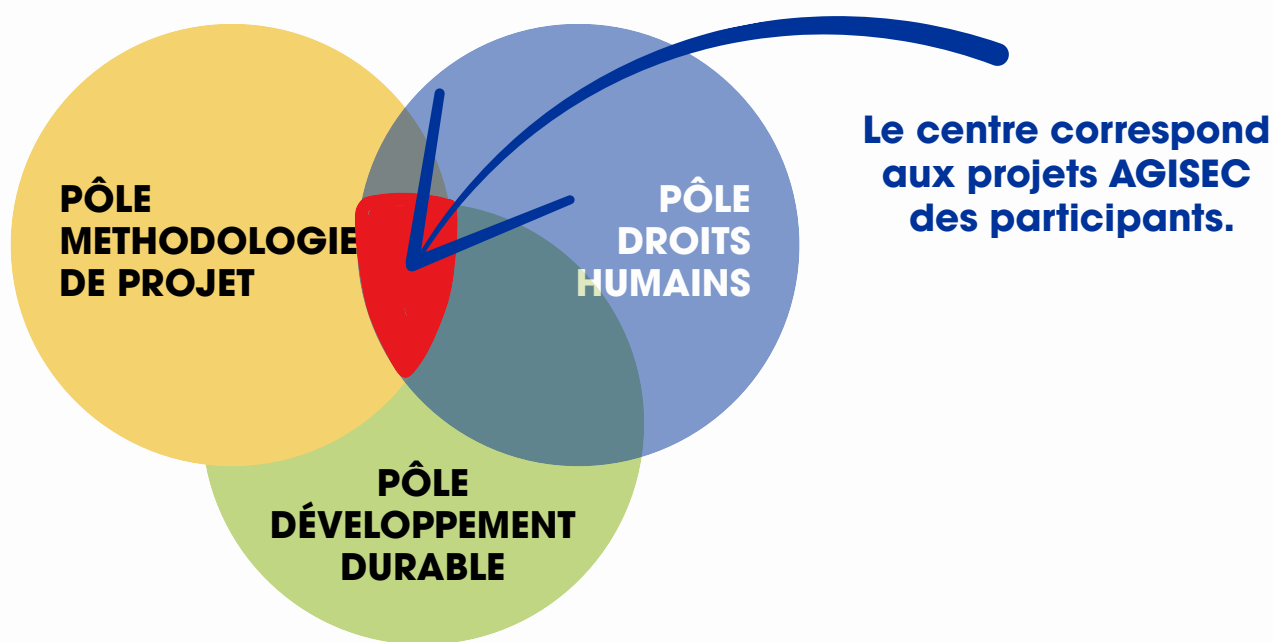 PÔLE
METHODOLOGIE
DE PROJET
PÔLE
DROITS
HUMAINS
Le centre correspond
aux projets AGISEC
des participants.
PÔLE
DÉVELOPPEMENT
DURABLE